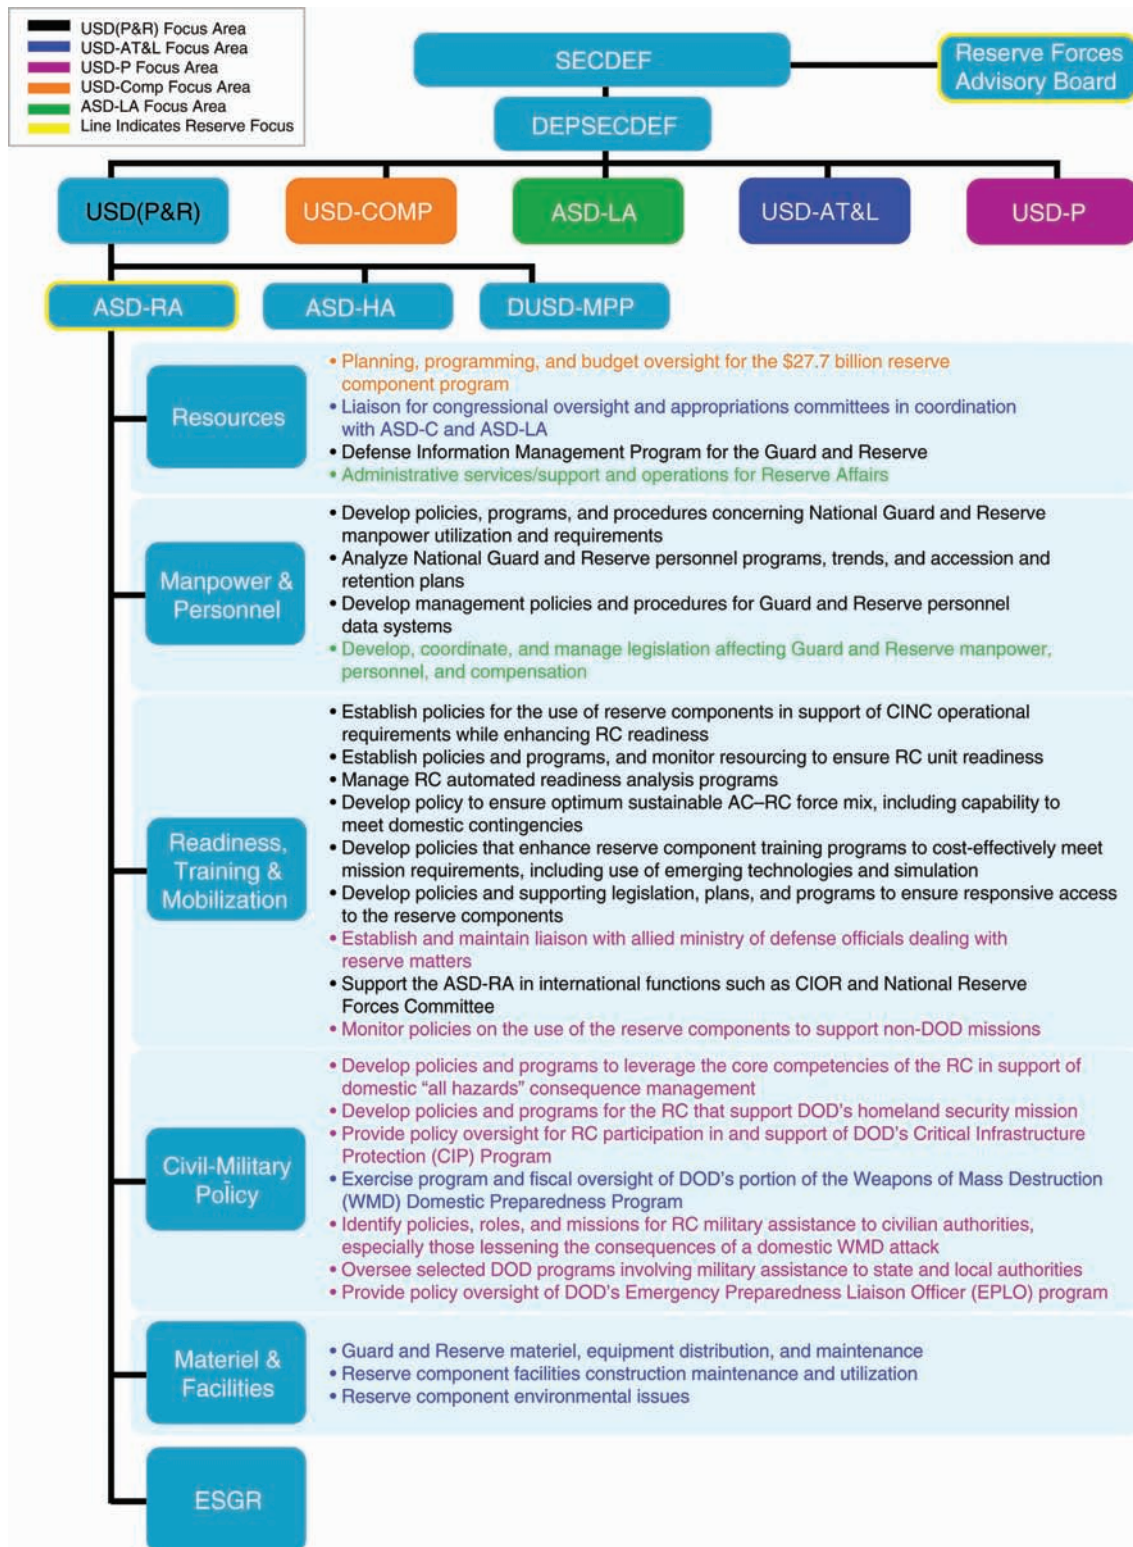 USD(P&R) Focus Area
USD-AT&L Focus Area
USD-P Focus Area
USD-Comp Focus Area
ASD-LA Focus Area
Line Indicates Reserve Focus
SECDEF
Reserve Forces
Advisory Board
DEPSECDEF
USD(P&R)
USD-COMP
ASD-LA
USD-AT&L
USD-P
ASD-RA
ASD-HA
DUSD-MPP
Resources
• Planning, programming, and budget oversight for the $27.7 billion reserve
component program
• Liaison for congressional oversight and appropriations committees in coordination
with ASD-C and ASD-LA
• Defense Information Management Program for the Guard and Reserve
• Administrative services/support and operations for Reserve Affairs
Manpower &
Personnel
• Develop policies, programs, and procedures concerning National Guard and Reserve
manpower utilization and requirements
• Analyze National Guard and Reserve personnel programs, trends, and accession and
retention plans
• Develop management policies and procedures for Guard and Reserve personnel
data systems
• Develop, coordinate, and manage legislation affecting Guard and Reserve manpower,
personnel, and compensation
Readiness,
Training &
Mobilization
• Establish policies for the use of reserve components in support of CINC operational
requirements while enhancing RC readiness
• Establish policies and programs, and monitor resourcing to ensure RC unit readiness
• Manage RC automated readiness analysis programs
• Develop policy to ensure optimum sustainable AC–RC force mix, including capability to
meet domestic contingencies
• Develop policies that enhance reserve component training programs to cost-effectively meet
mission requirements, including use of emerging technologies and simulation
• Develop policies and supporting legislation, plans, and programs to ensure responsive access
to the reserve components
• Establish and maintain liaison with allied ministry of defense officials dealing with
reserve matters
• Support the ASD-RA in international functions such as CIOR and National Reserve
Forces Committee
• Monitor policies on the use of the reserve components to support non-DOD missions
Civil-Military
Policy
• Develop policies and programs to leverage the core competencies of the RC in support of
domestic “all hazards” consequence management
• Develop policies and programs for the RC that support DOD’s homeland security mission
• Provide policy oversight for RC participation in and support of DOD’s Critical Infrastructure
Protection (CIP) Program
• Exercise program and fiscal oversight of DOD’s portion of the Weapons of Mass Destruction
(WMD) Domestic Preparedness Program
• Identify policies, roles, and missions for RC military assistance to civilian authorities,
especially those lessening the consequences of a domestic WMD attack
• Oversee selected DOD programs involving military assistance to state and local authorities
• Provide policy oversight of DOD’s Emergency Preparedness Liaison Officer (EPLO) program
Materiel &
Facilities
• Guard and Reserve materiel, equipment distribution, and maintenance
• Reserve component facilities construction maintenance and utilization
• Reserve component environmental issues
ESGR